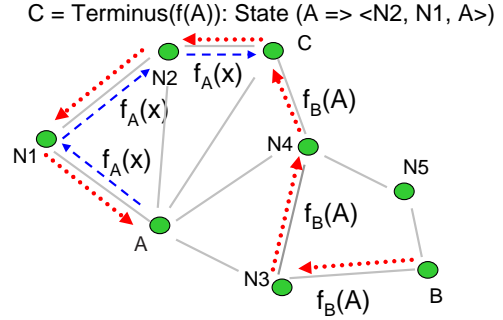 C = Terminus(f(A)): State (A => <N2, N1, A>)
C
N2
f_A(x)
f_B(A)
f_A(x)
N1
N4
f_A(x)
N5
f_B(A)
A
N3
B
f_B(A)